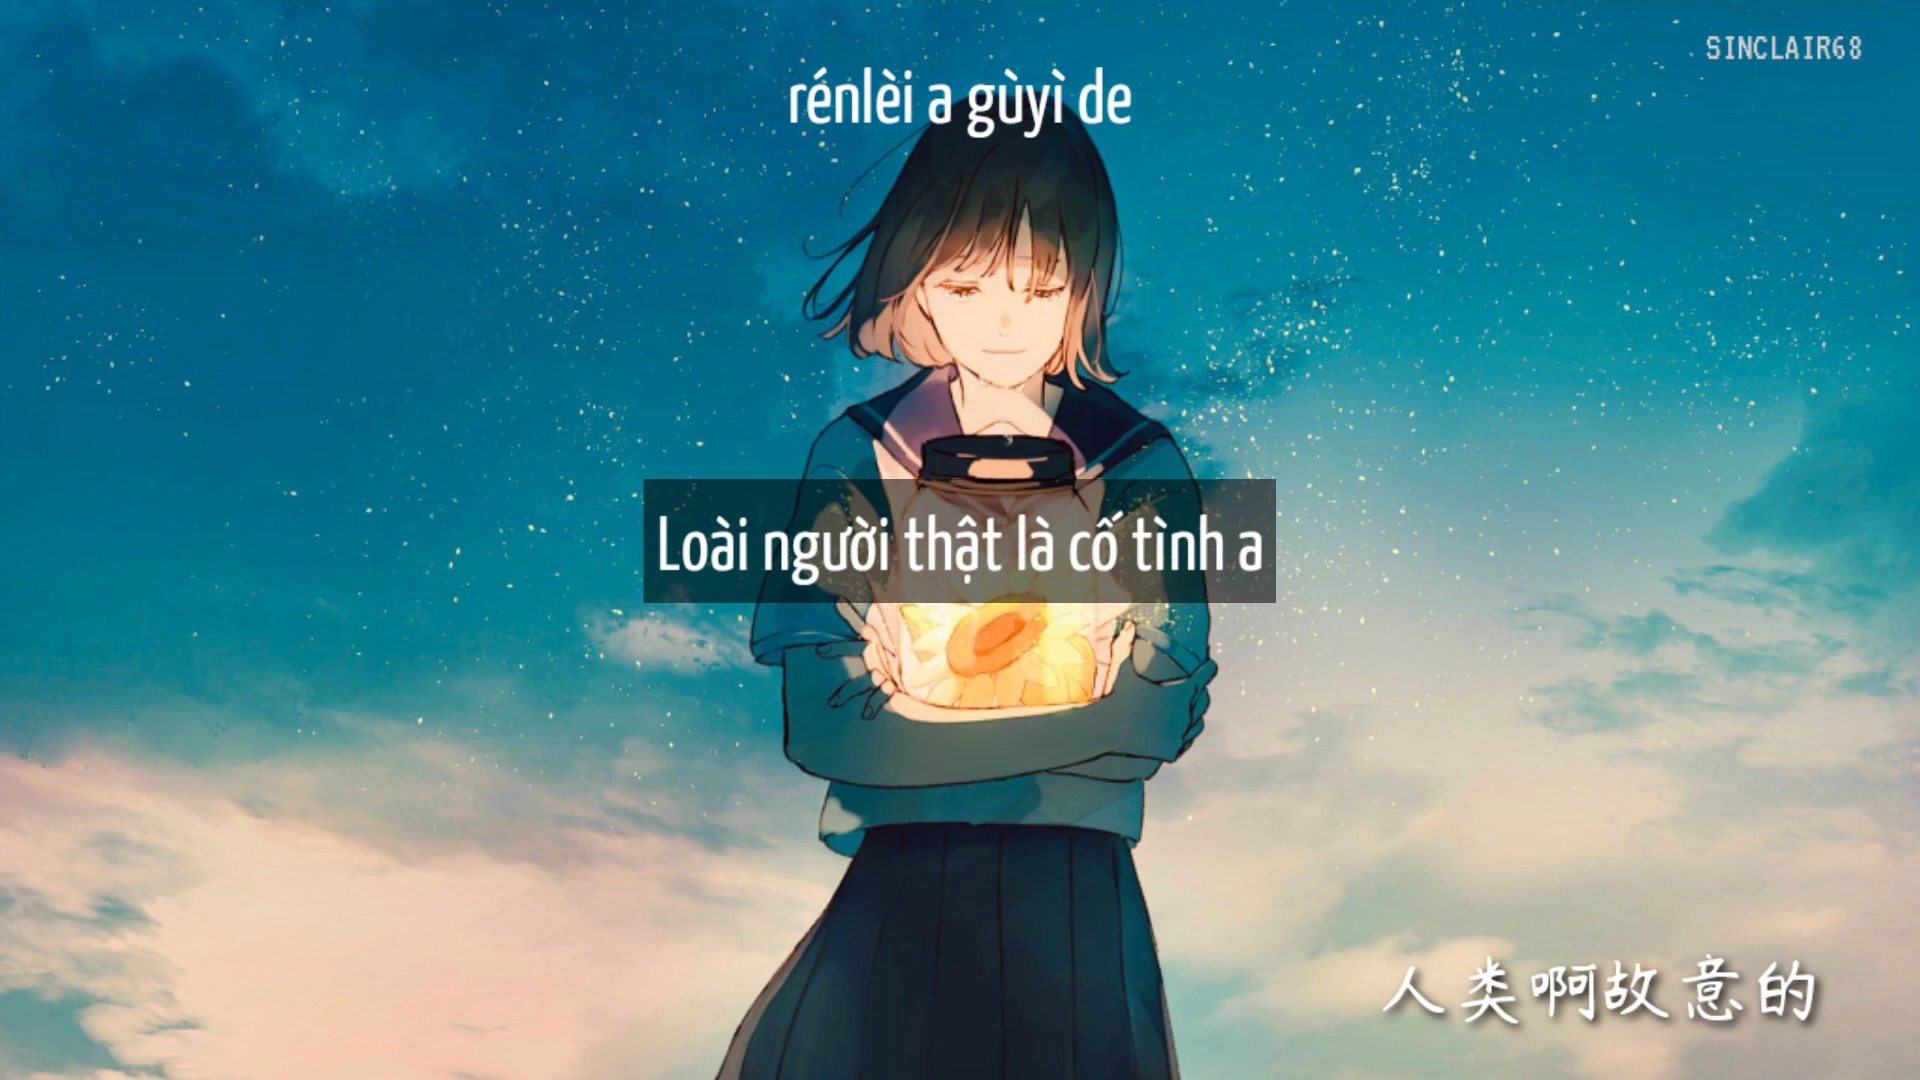 SINCLAIR68
rénlèi a gùyì de
Loài người thật là cố tình a
人类啊故意的